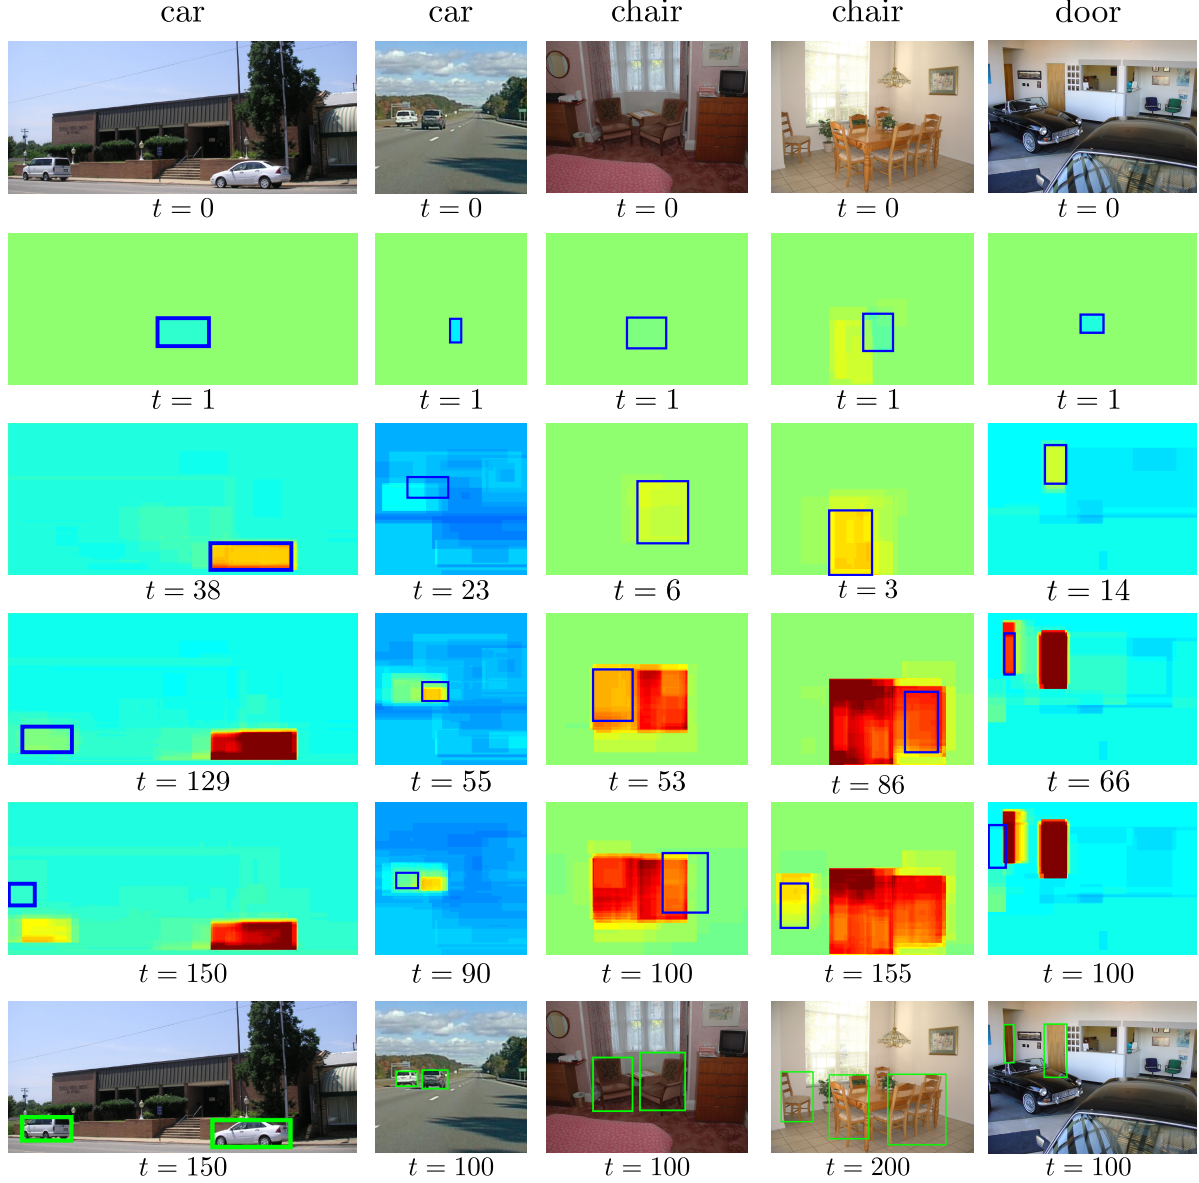 car car chair chair door
t = 0 t = 0 t = 0 t = 0 t = 0
t = 1 t = 1 t = 1 t = 1 t = 1
t = 38 t = 23 t = 6 t = 3 t = 14
t = 129 t = 55 t = 53 t = 86 t = 66
t = 150 t = 90 t = 100 t = 155 t = 100
t = 150 t = 100 t = 100 t = 200 t = 100